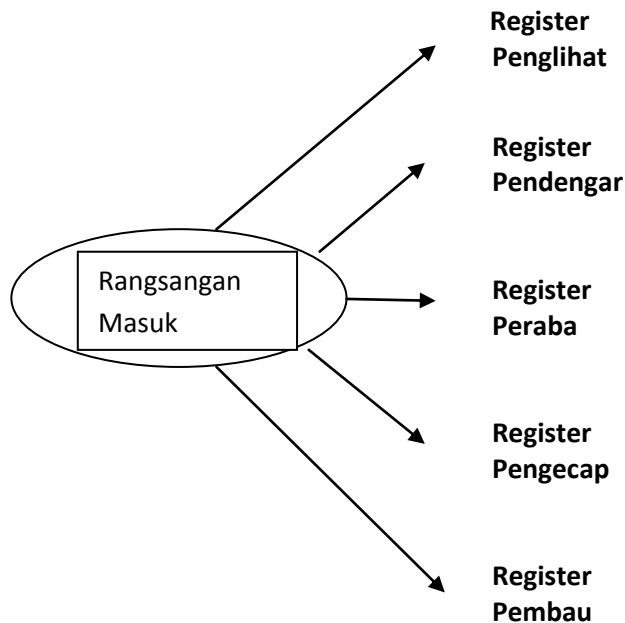 Register
Penglihat
Register
Pendengar
Rangsangan
Masuk
Register
Peraba
Register
Pengecap
Register
Pembau